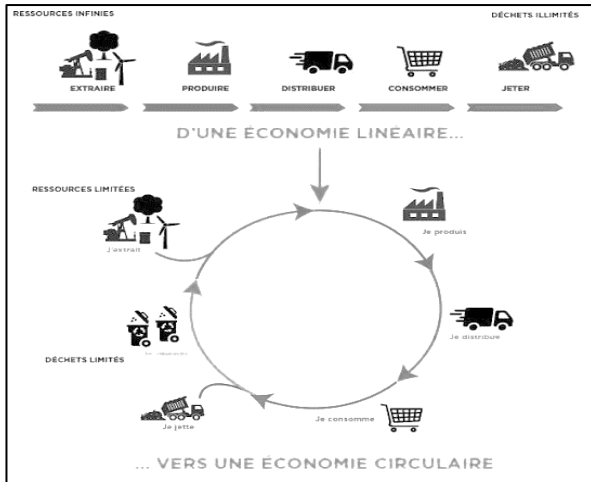 RESSOURCES INFINIES
DÉCHETS ILLIMITÉS
EXTRAIRE
PRODUIRE
DISTRIBUER
CONSOMMER
JETER
D'UNE ÉCONOMIE LINÉAIRE...
RESSOURCES LIMITÉES
Je produis
J'extrait
Je distribue
DÉCHETS LIMITÉS
Je consomme
Je jette
... VERS UNE ÉCONOMIE CIRCULAIRE